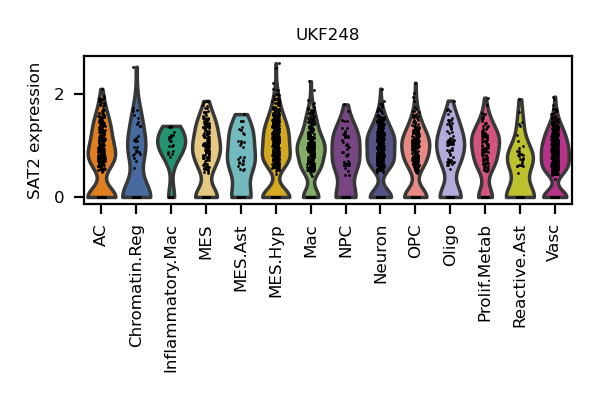 UKF248
SAT2 expression
2
0
AC
Chromatin.Reg
Inflammatory.Mac
MES
MES.Ast
MES.Hyp
Mac
NPC
Neuron
OPC
Oligo
Prolif.Metab
Reactive.Ast
Vasc